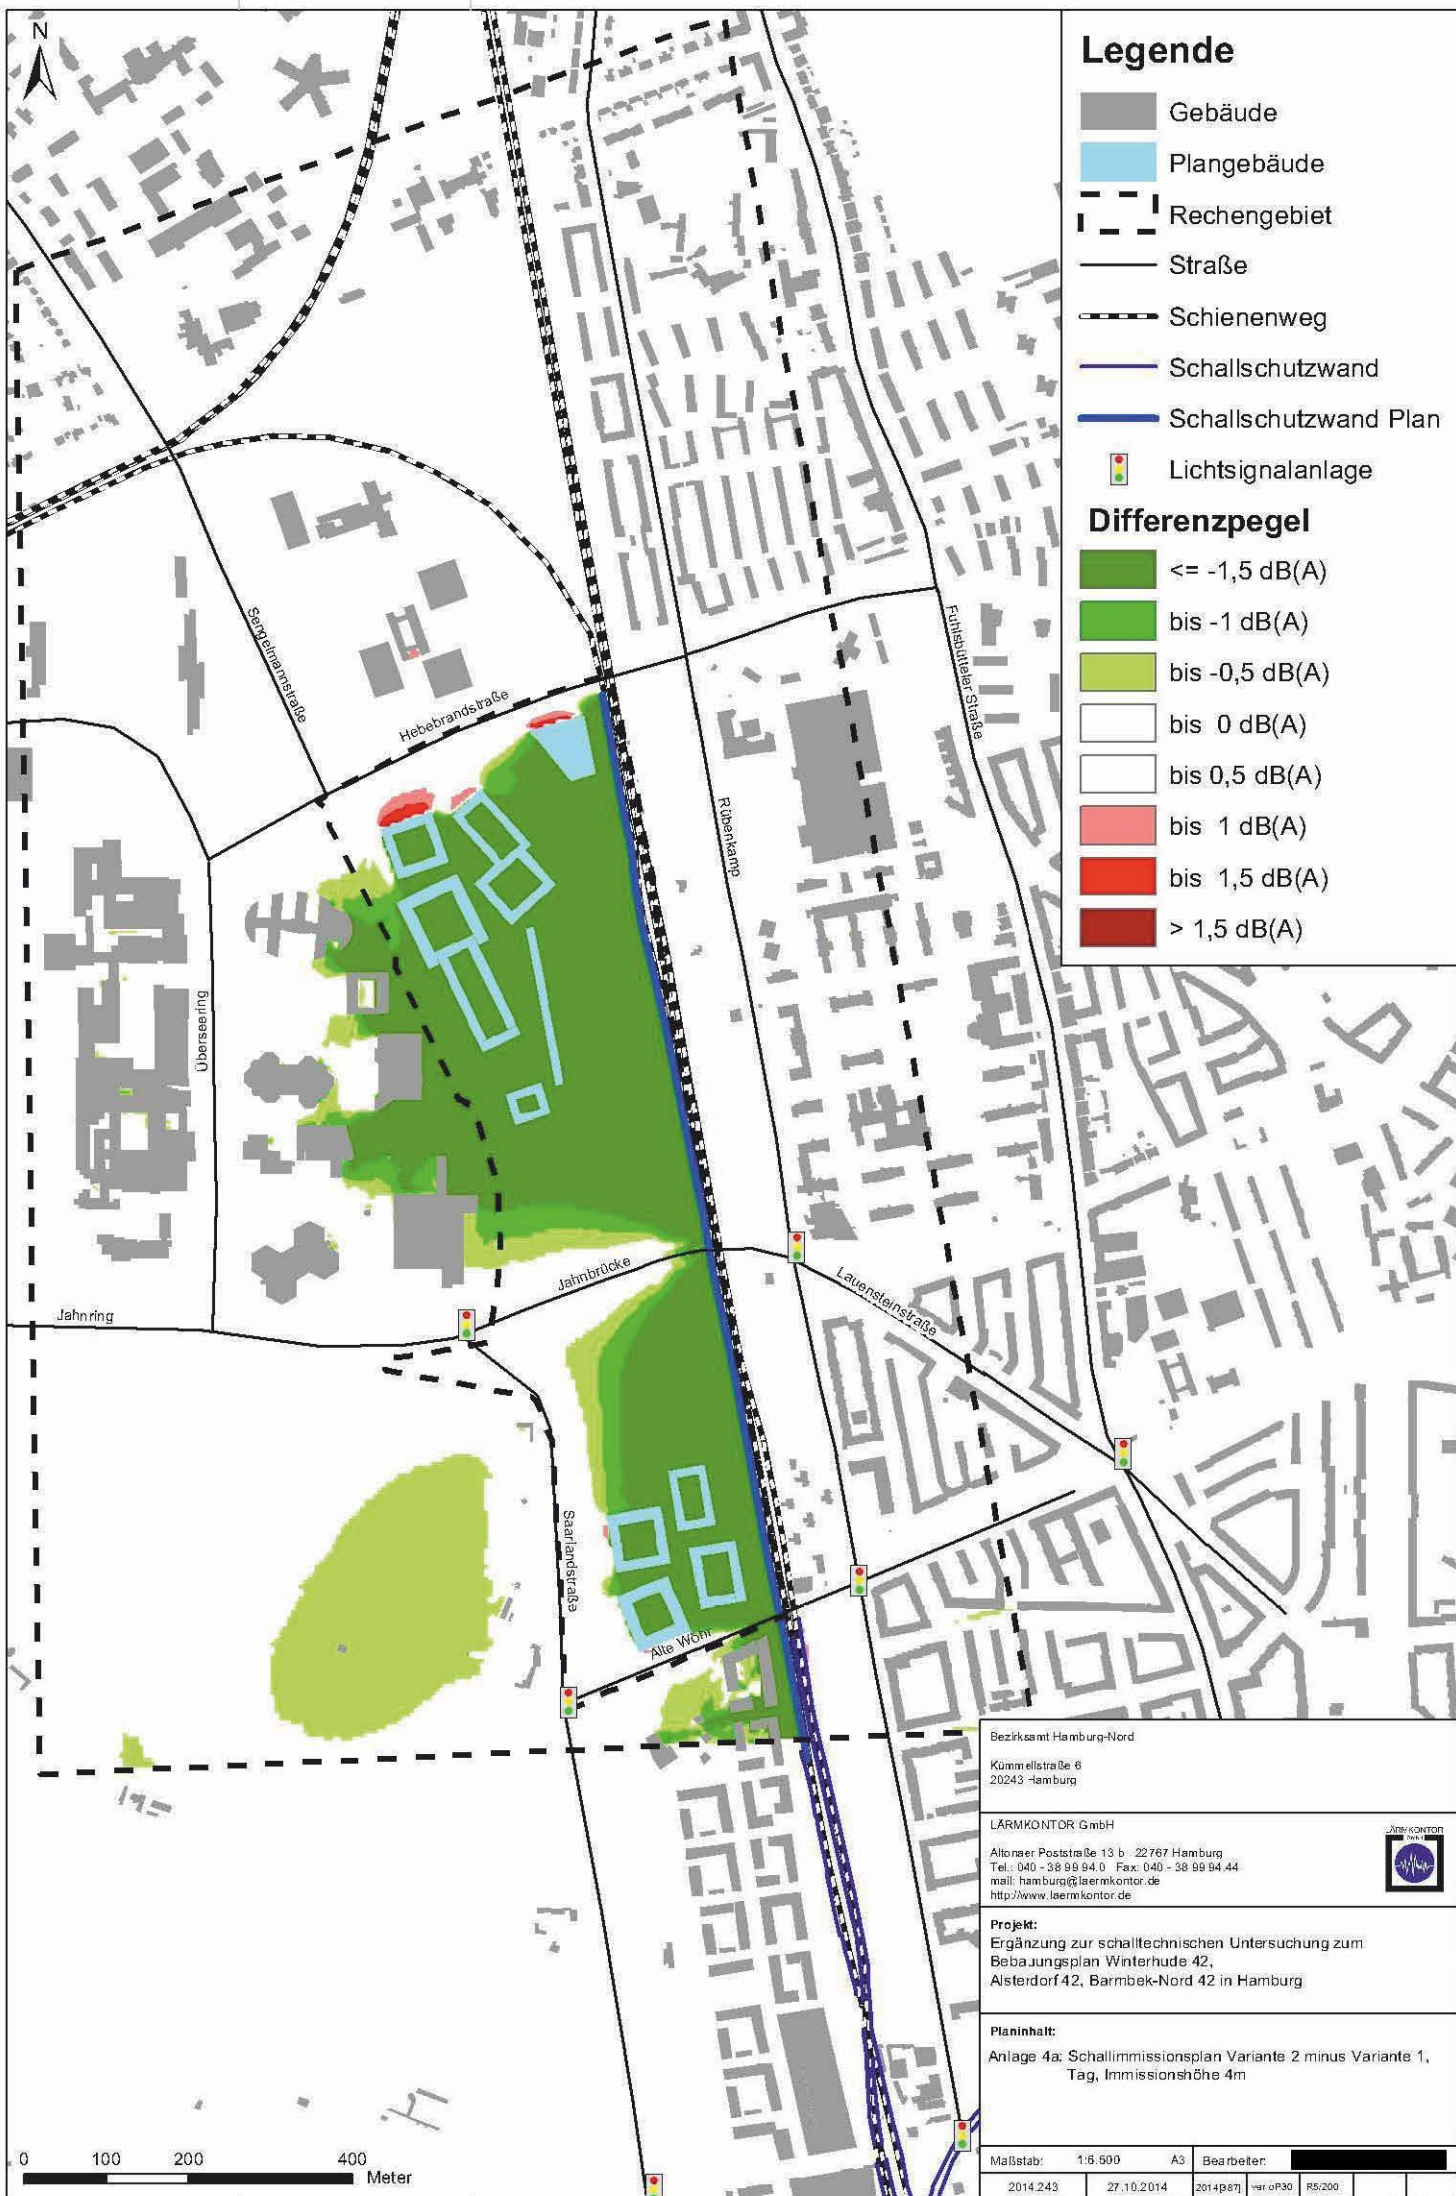 N
Legende
Gebäude
Plangebäude
Rechengebiet
Straße
Schienenweg
Schallschutzwand
Schallschutzwand Plan
Lichtsignalanlage
Differenzpegel
<= -1,5 dB(A)
bis -1 dB(A)
bis -0,5 dB(A)
bis 0 dB(A)
bis 0,5 dB(A)
bis 1 dB(A)
bis 1,5 dB(A)
> 1,5 dB(A)
Sengelmannstraße
Hebebrandstraße
Fuhlsbütteler Straße
Rübenkamp
Überseering
Jahnbrücke
Lauensteinstraße
Jahnring
Saarlandstraße
Alte Wöhr
Bezirksamt Hamburg-Nord
Kümmellstraße 6
20243 Hamburg
LÄRMKONTOR GmbH
Altonaer Poststraße 13 b 22767 Hamburg
Tel.: 040 - 38 99 94.0 Fax: 040 - 38 99 94.44
mail: hamburg@laermkontor.de
http://www.laermkontor.de
LÄRMKONTOR
GmbH
Projekt:
Ergänzung zur schalltechnischen Untersuchung zum
Bebauungsplan Winterhude 42,
Alsterdorf 42, Barmbek-Nord 42 in Hamburg
Planinhalt:
Anlage 4a: Schallimmissionsplan Variante 2 minus Variante 1,
Tag, Immissionshöhe 4m
0 100 200 400 Meter
Maßstab: 1:6.500 A3 Bearbeiter:
2014.243 27.10.2014 RS/200